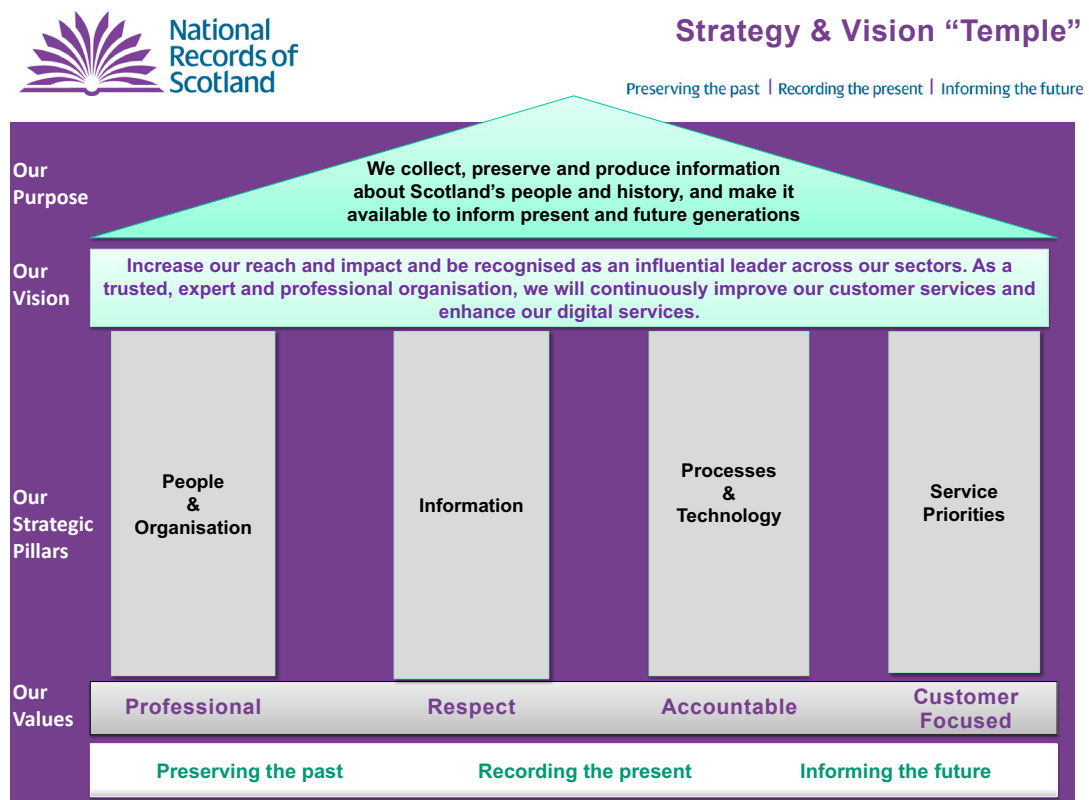 National
Records of
Scotland
Strategy & Vision “Temple”
Preserving the past | Recording the present | Informing the future
Our
Purpose
We collect, preserve and produce information
about Scotland’s people and history, and make it
available to inform present and future generations
Our
Vision
Increase our reach and impact and be recognised as an influential leader across our sectors. As a
trusted, expert and professional organisation, we will continuously improve our customer services and
enhance our digital services.
Our
Strategic
Pillars
People
&
Organisation
Information
Processes
&
Technology
Service
Priorities
Our
Values
Professional
Respect
Accountable
Customer
Focused
Preserving the past
Recording the present
Informing the future